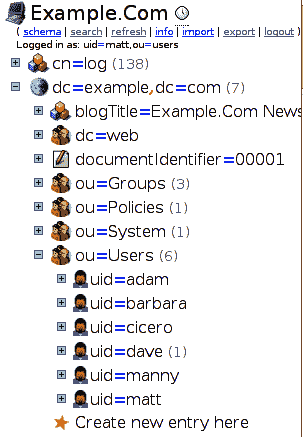 Example.Com
( schema | search | refresh | info | import | export | logout )
Logged in as: uid=matt,ou=users
cn=log (138)
dc=example,dc=com (7)
blogTitle=Example.Com News
dc=web
documentIdentifier=00001
ou=Groups (3)
ou=Policies (1)
ou=System (1)
ou=Users (6)
uid=adam
uid=barbara
uid=cicero
uid=dave (1)
uid=manny
uid=matt
Create new entry here